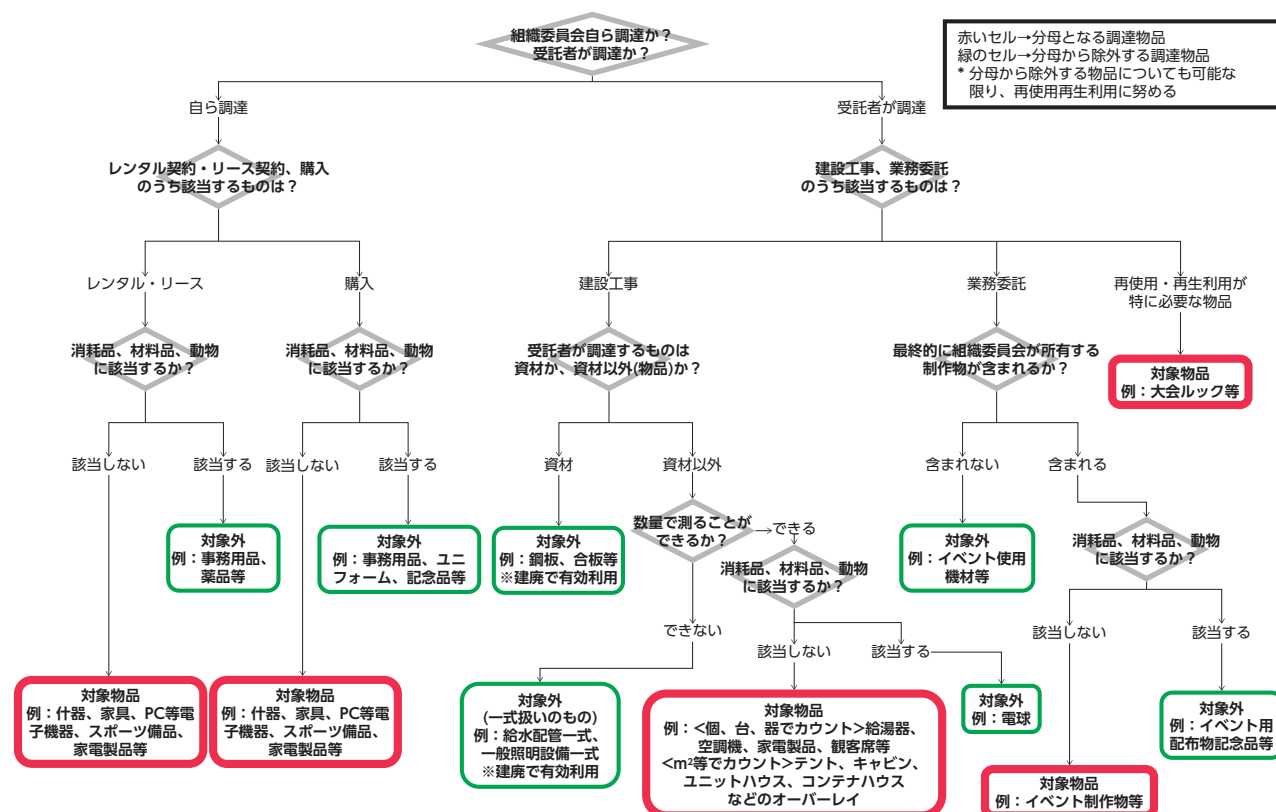 組織委員会自ら調達か？
受託者が調達か？
赤いセル→分母となる調達物品
緑のセル→分母から除外する調達物品
* 分母から除外する物品についても可能な
限り、再使用再生利用に努める
自ら調達
受託者が調達
レンタル契約・リース契約、購入
のうち該当するものは？
建設工事、業務委託
のうち該当するものは？
レンタル・リース
購入
建設工事
業務委託
再使用・再生利用が
特に必要な物品
消耗品、材料品、動物
に該当するか？
消耗品、材料品、動物
に該当するか？
受託者が調達するものは
資材か、資材以外(物品)か？
最終的に組織委員会が所有する
制作物が含まれるか？
対象物品
例：大会ルック等
該当しない
該当する
該当しない
該当する
資材
資材以外
含まれない
含まれる
対象外
例：事務用品、
薬品等
対象外
例：事務用品、ユニ
フォーム、記念品等
対象外
例：鋼板、合板等
※建廃で有効利用
数量で測ることが
できるか？
できる
消耗品、材料品、動物
に該当するか？
対象外
例：イベント使用
機材等
消耗品、材料品、動物
に該当するか？
できない
該当しない
該当する
該当しない
該当する
対象物品
例：什器、家具、PC等電
子機器、スポーツ備品、
家電製品等
対象物品
例：什器、家具、PC等電
子機器、スポーツ備品、
家電製品等
対象外
(一式扱いのもの)
例：給水配管一式、
一般照明設備一式
※建廃で有効利用
対象物品
例：<個、台、器でカウント>給湯器、
空調機、家電製品、観客席等
<m²等でカウント>テント、キャビン、
ユニットハウス、コンテナハウス
などのオーバーレイ
対象外
例：電球
対象物品
例：イベント制作物等
対象外
例：イベント用
配布物記念品等